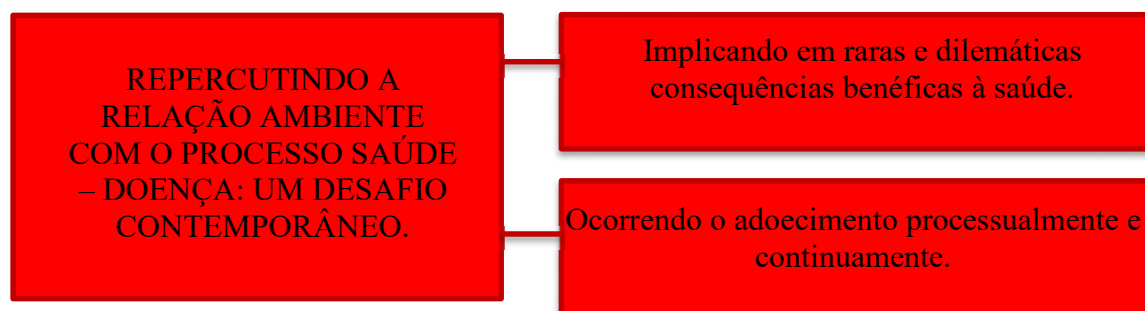 REPERCUTINDO A
RELAÇÃO AMBIENTE
COM O PROCESSO SAÚDE
– DOENÇA: UM DESAFIO
CONTEMPORÂNEO.
Implicando em raras e dilemáticas
consequências benéficas à saúde.
Ocorrendo o adoecimento processualmente e
continuamente.